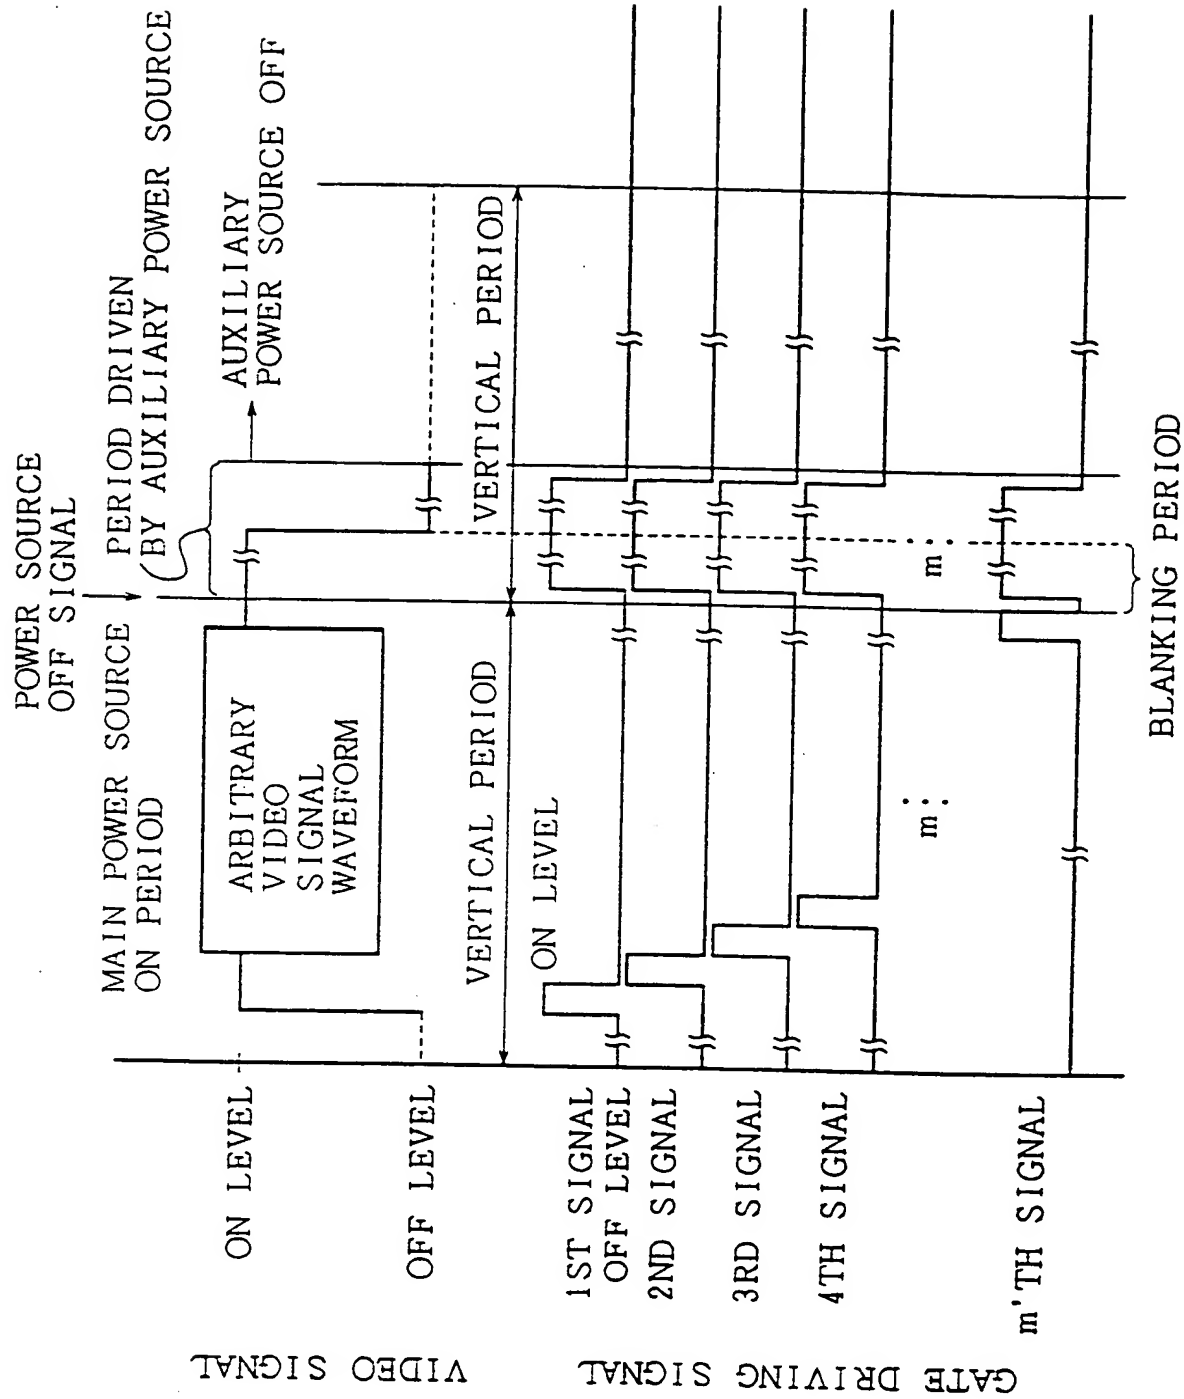 POWER SOURCE
OFF SIGNAL
MAIN POWER SOURCE
ON PERIOD
PERIOD DRIVEN
BY AUXILIARY POWER SOURCE
AUXILIARY
POWER SOURCE OFF
VIDEO SIGNAL
ON LEVEL
OFF LEVEL
ARBITRARY
VIDEO
SIGNAL
WAVEFORM
VERTICAL PERIOD
VERTICAL PERIOD
GATE DRIVING SIGNAL
ON LEVEL
1ST SIGNAL
OFF LEVEL
2ND SIGNAL
3RD SIGNAL
4TH SIGNAL
m
m
m'TH SIGNAL
BLANKING PERIOD